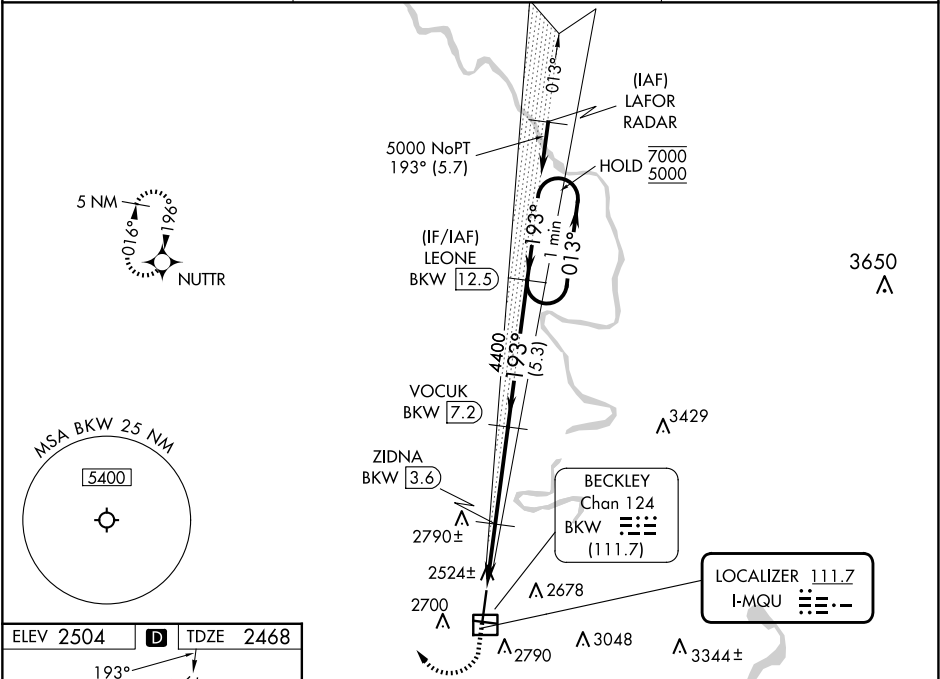 013°
(IAF)
LAFOR
RADAR
5000 NoPT
193° (5.7)
HOLD 7000
5000
5 NM
016°
196°
NUTTR
193°
1 min
013°
(IF/IAF)
LEONE
BKW 12.5
3650
4400
193°
(5.3)
VOCUK
BKW 7.2
3429
MSA BKW 25 NM
5400
ZIDNA
BKW 3.6
2790±
BECKLEY
Chan 124
BKW
(111.7)
2524±
2678
LOCALIZER 111.7
I-MQU
2700
2790
3048
3344±
ELEV 2504 D TDZE 2468
193°